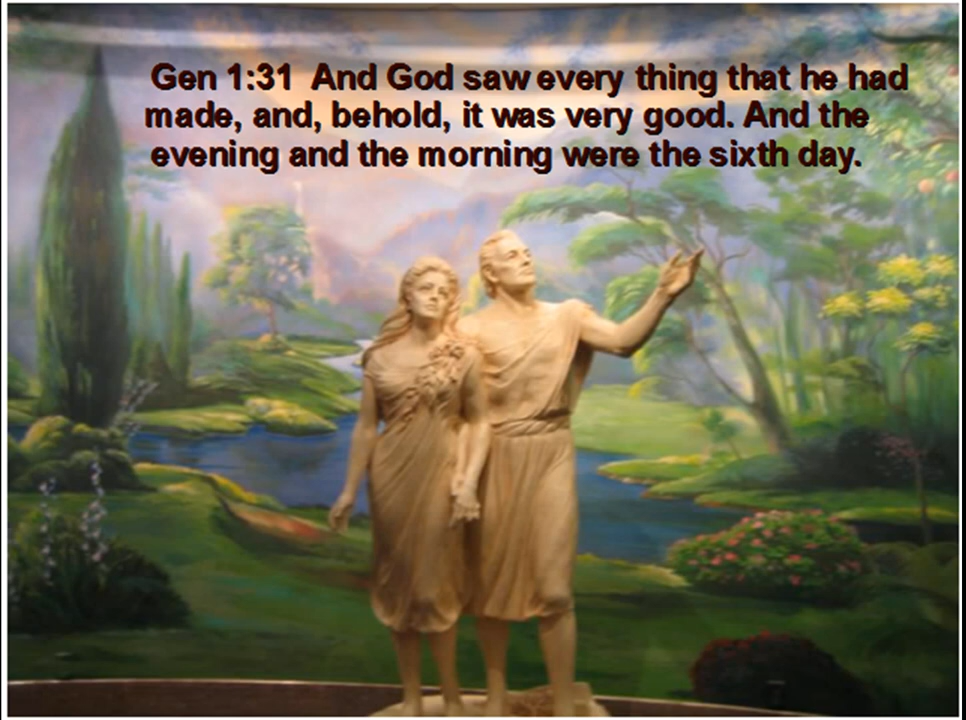 Gen 1:31 And God saw every thing that he had
made, and, behold, it was very good. And the
evening and the morning were the sixth day.